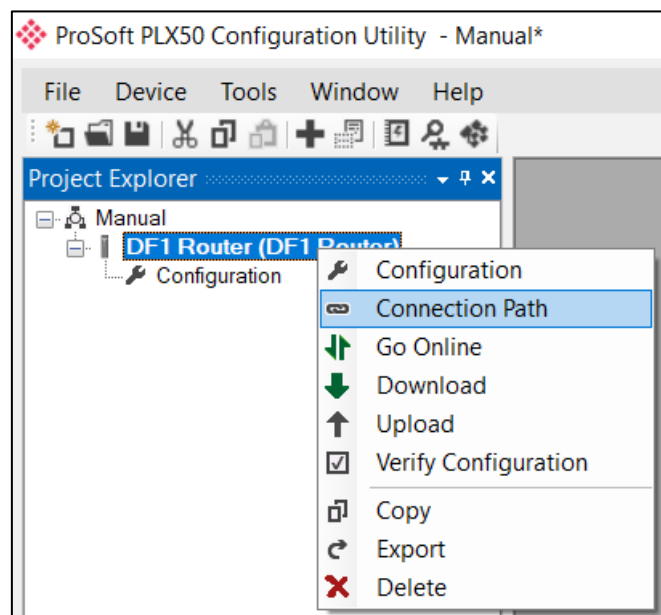 ProSoft PLX50 Configuration Utility - Manual*
File Device Tools Window Help
Project Explorer
Manual
DF1 Router (DF1 Router)
Configuration
Configuration
Connection Path
Go Online
Download
Upload
Verify Configuration
Copy
Export
Delete